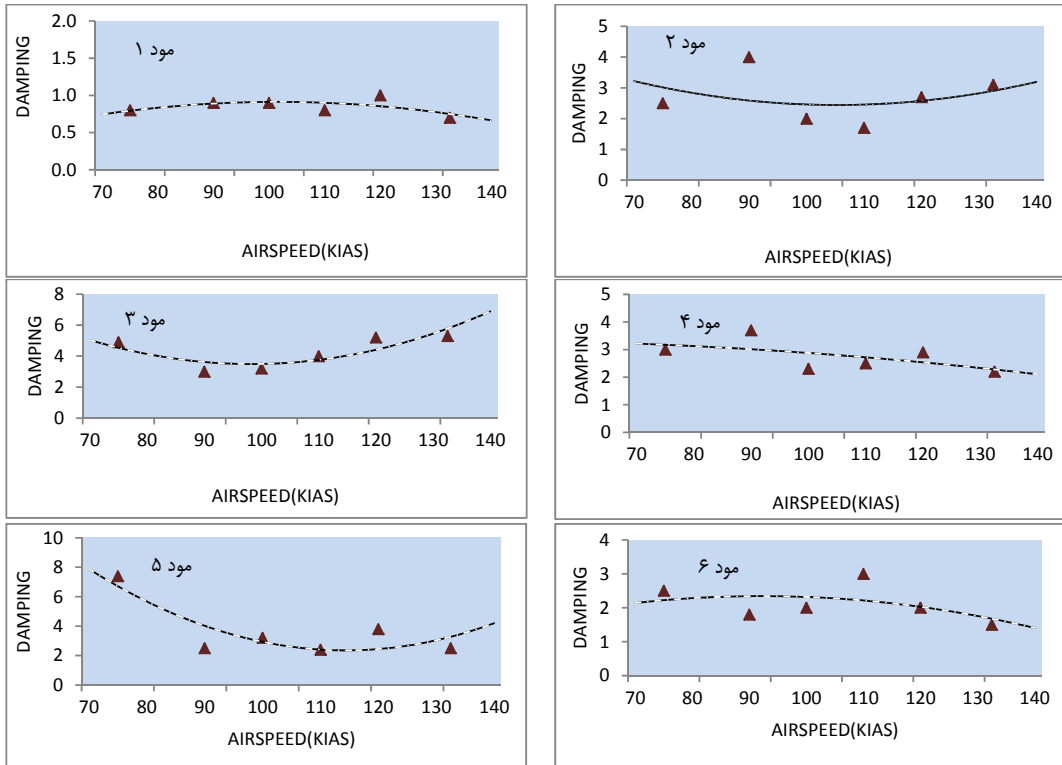 مود ۱
DAMPING
2.0
1.5
1.0
0.5
0.0
70 80 90 100 110 120 130 140
AIRSPEED(KIAS)
مود ۲
DAMPING
5
4
3
2
1
0
70 80 90 100 110 120 130 140
AIRSPEED(KIAS)
مود ۳
DAMPING
8
6
4
2
0
70 80 90 100 110 120 130 140
AIRSPEED(KIAS)
مود ۴
DAMPING
5
4
3
2
1
0
70 80 90 100 110 120 130 140
AIRSPEED(KIAS)
مود ۵
DAMPING
10
8
6
4
2
0
70 80 90 100 110 120 130 140
AIRSPEED(KIAS)
مود ۶
DAMPING
4
3
2
1
0
70 80 90 100 110 120 130 140
AIRSPEED(KIAS)